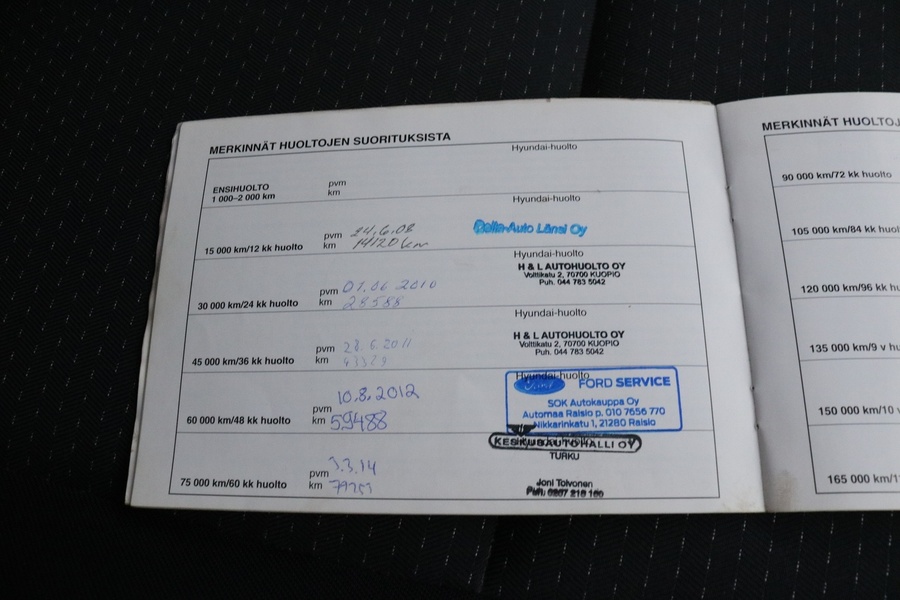 MERKINNÄT HUOLTOJEN SUORITUKSISTA
Hyundai-huolto
ENSIHUOLTO
1 000–2 000 km
pvm
km
Hyundai-huolto
15 000 km/12 kk huolto
pvm 24.6.08
km 14120 km
Delta-Auto Länsi Oy
Hyundai-huolto
30 000 km/24 kk huolto
pvm 07.06 2010
km 28588
H & L AUTOHUOLTO OY
Volttikatu 2, 70700 KUOPIO
Puh. 044 783 5042
Hyundai-huolto
45 000 km/36 kk huolto
pvm 28.6.2011
km 43329
H & L AUTOHUOLTO OY
Volttikatu 2, 70700 KUOPIO
Puh. 044 783 5042
Hyundai-huolto
60 000 km/48 kk huolto
pvm 10.8.2012
km 59488
Ford FORD SERVICE
SOK Autokauppa Oy
Automaa Raisio p. 010 7656 770
Nikkarinkatu 1, 21280 Raisio
75 000 km/60 kk huolto
pvm 3.3.14
km
KESKUSAUTOHALLI OY
TURKU
Joni Toivonen
Puh. 0207 218 160
MERKINNÄT HUOLTOJ
90 000 km/72 kk huolto
105 000 km/84 kk hu
120 000 km/96 kk hu
135 000 km/9 v h
150 000 km/10 v
165 000 km/1